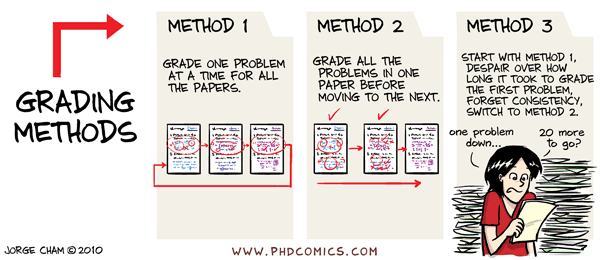 GRADING
METHODS
METHOD 1
GRADE ONE PROBLEM
AT A TIME FOR ALL
THE PAPERS.
METHOD 2
GRADE ALL THE
PROBLEMS IN ONE
PAPER BEFORE
MOVING TO THE NEXT.
METHOD 3
START WITH METHOD 1,
DESPAIR OVER HOW
LONG IT TOOK TO GRADE
THE FIRST PROBLEM,
FORGET CONSISTENCY,
SWITCH TO METHOD 2.
one problem
down...
20 more
to go?
JORGE CHAM © 2010
WWW.PHDCOMICS.COM